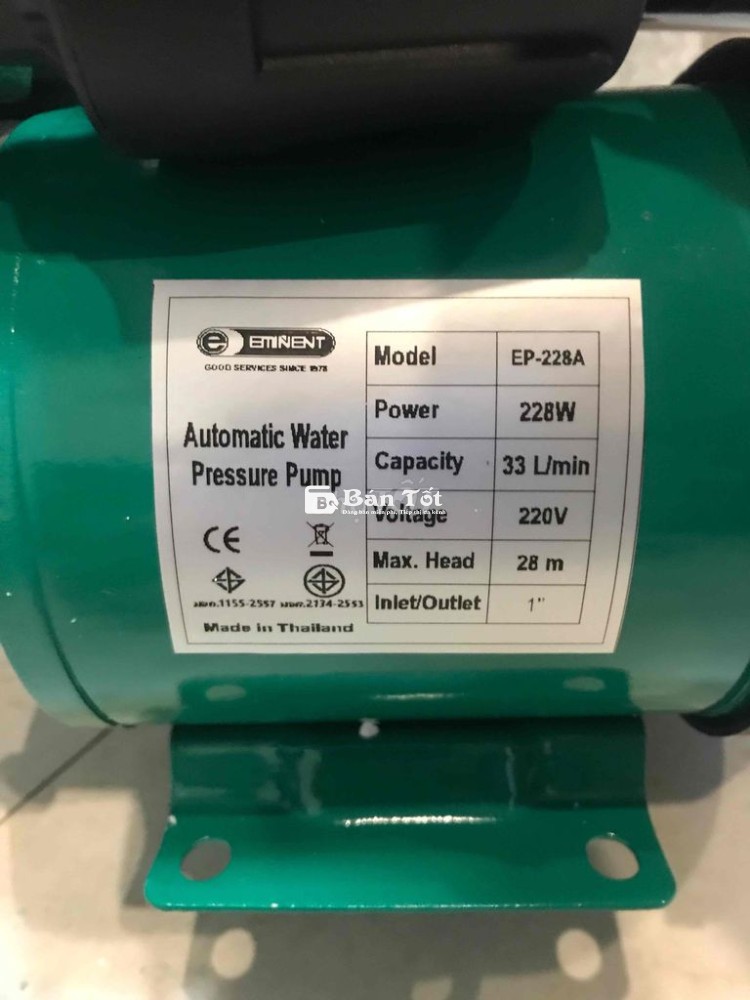 e EMINENT
GOOD SERVICES SINCE 1978
Automatic Water
Pressure Pump
Model EP-228A
Power 228W
Capacity 33 L/min
Voltage 220V
Max. Head 28 m
Inlet/Outlet 1"
CE
มอก.1155-2557 มอก.2134-2553
Made in Thailand
Bán Tốt